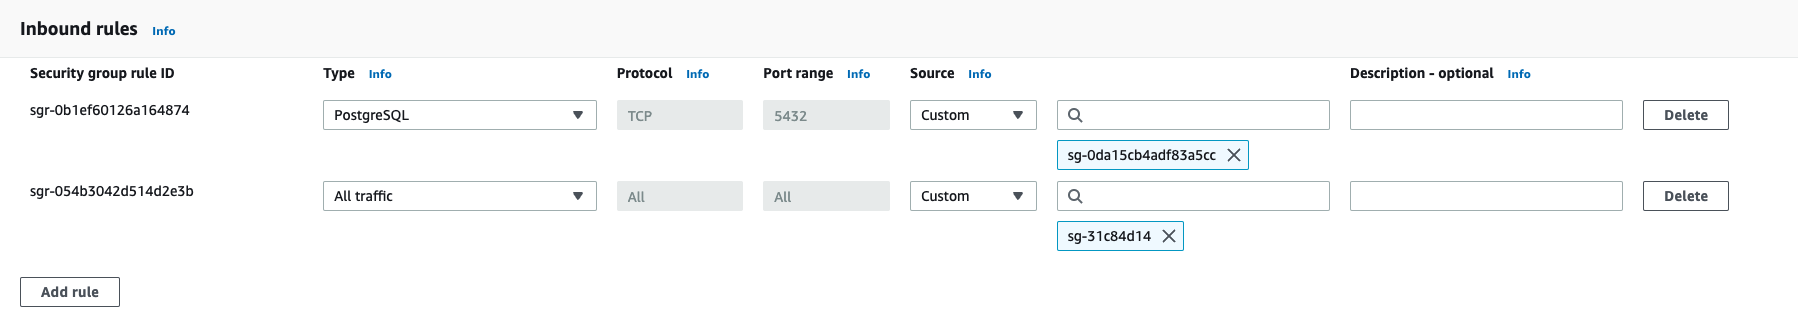 Inbound rules Info
Security group rule ID Type Info Protocol Info Port range Info Source Info Description - optional Info
sgr-0b1ef60126a164874 PostgreSQL TCP 5432 Custom Delete
sg-0da15cb4adf83a5cc
sgr-054b3042d514d2e3b All traffic All All Custom Delete
sg-31c84d14
Add rule